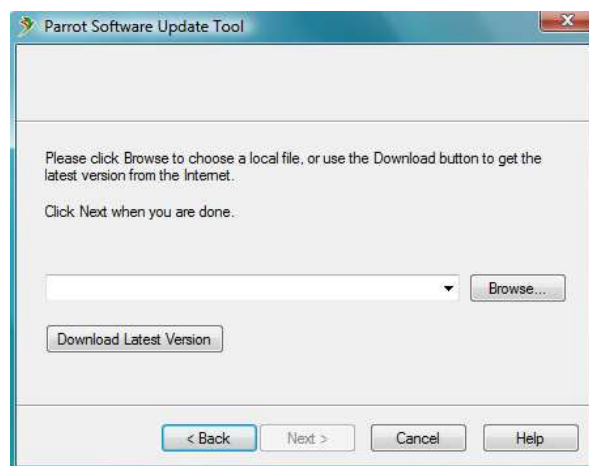 Parrot Software Update Tool
Please click Browse to choose a local file, or use the Download button to get the
latest version from the Internet.
Click Next when you are done.
Browse...
Download Latest Version
< Back
Next >
Cancel
Help